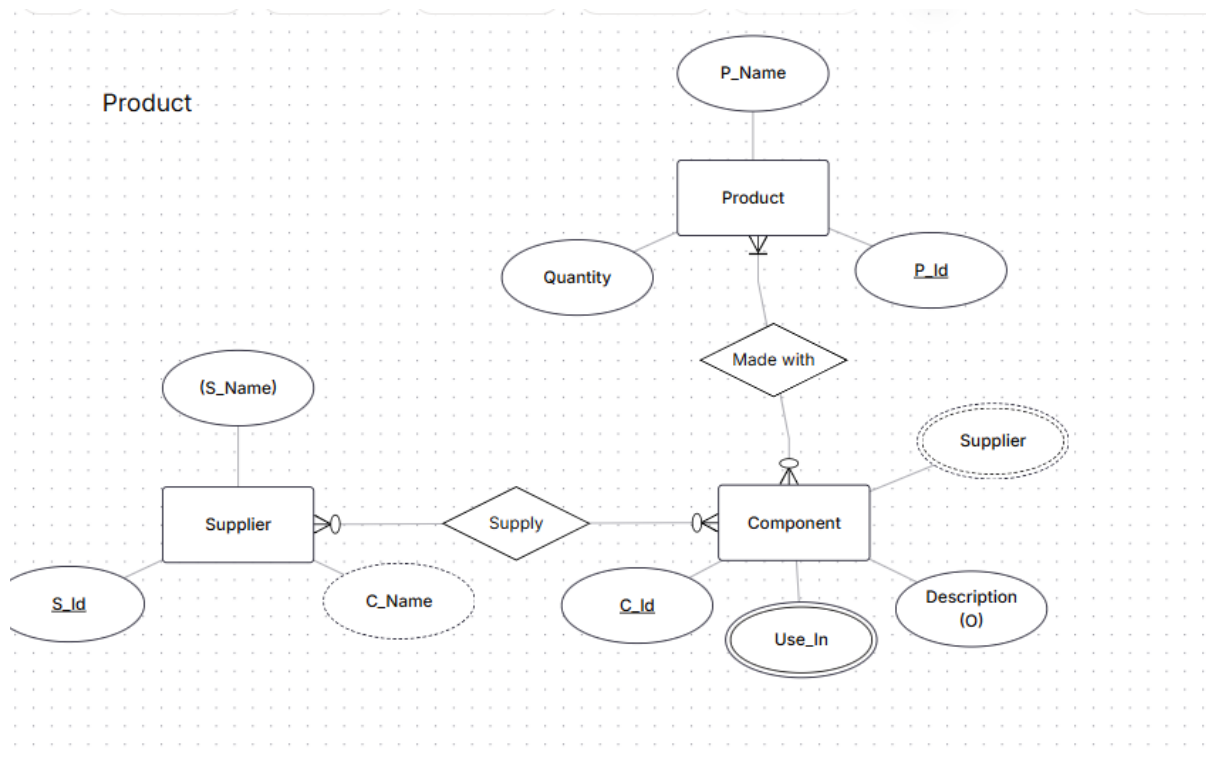 P_Name
Product
Product
Quantity
P_Id
Made with
(S_Name)
Supplier
Supplier
Supply
Component
S_Id
C_Name
C_Id
Description
(O)
Use_In